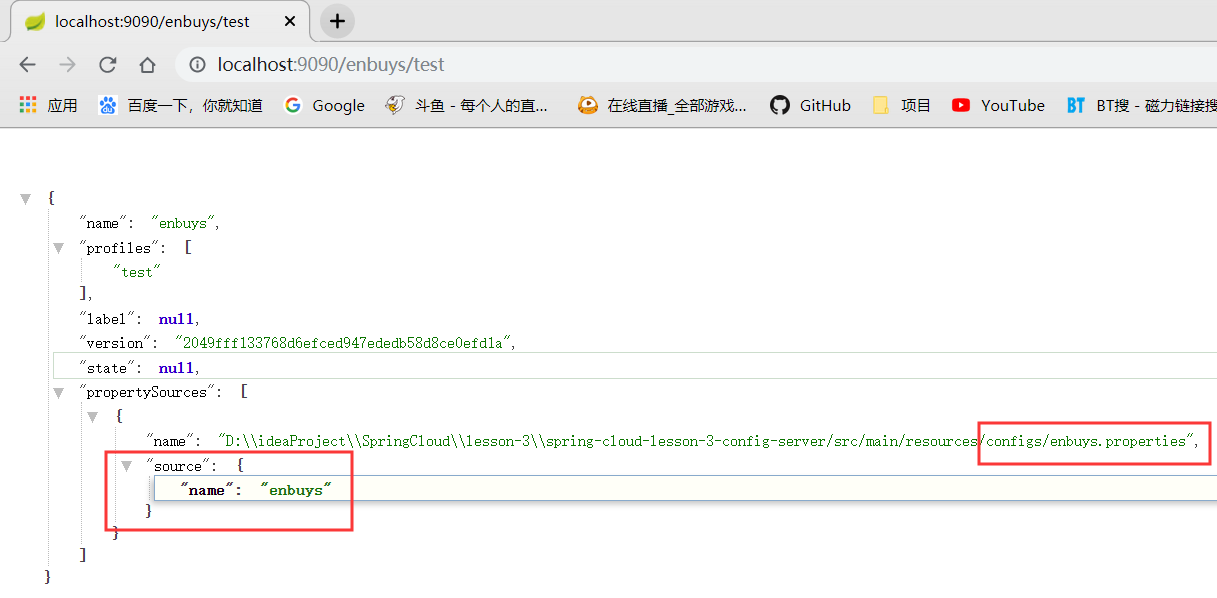 localhost:9090/enbuys/test
localhost:9090/enbuys/test
应用 百度一下，你就知道 Google 斗鱼 - 每个人的直... 在线直播_全部游戏... GitHub 项目 YouTube BT BT搜 - 磁力链接搜
{
"name": "enbuys",
"profiles": [
"test"
],
"label": null,
"version": "2049fff133768d6efced947ededb58d8ce0efd1a",
"state": null,
"propertySources": [
{
"name": "D:\\ideaProject\\SpringCloud\\lesson-3\\spring-cloud-lesson-3-config-server/src/main/resources/configs/enbuys.properties",
"source": {
"name": "enbuys"
}
}
]
}